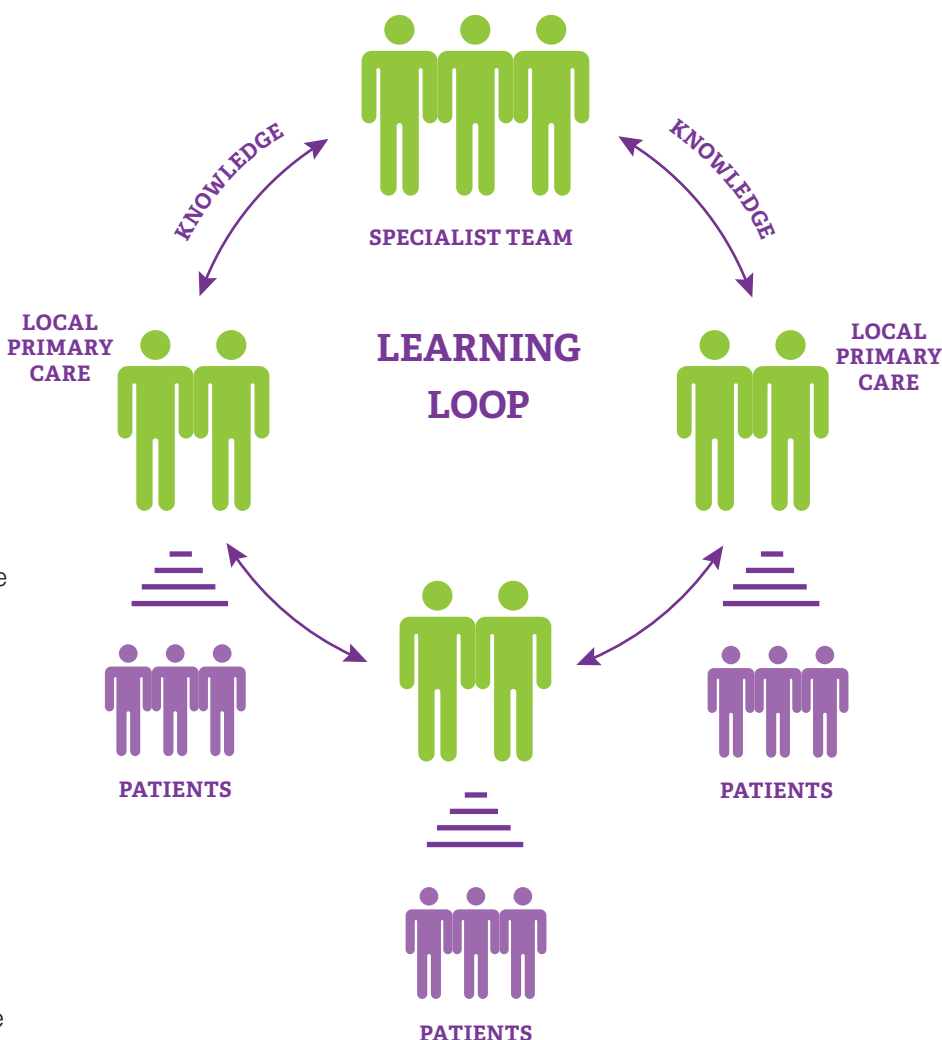 KNOWLEDGE
KNOWLEDGE
SPECIALIST TEAM
LOCAL
PRIMARY
CARE
LEARNING
LOOP
LOCAL
PRIMARY
CARE
e
PATIENTS
PATIENTS
e
PATIENTS